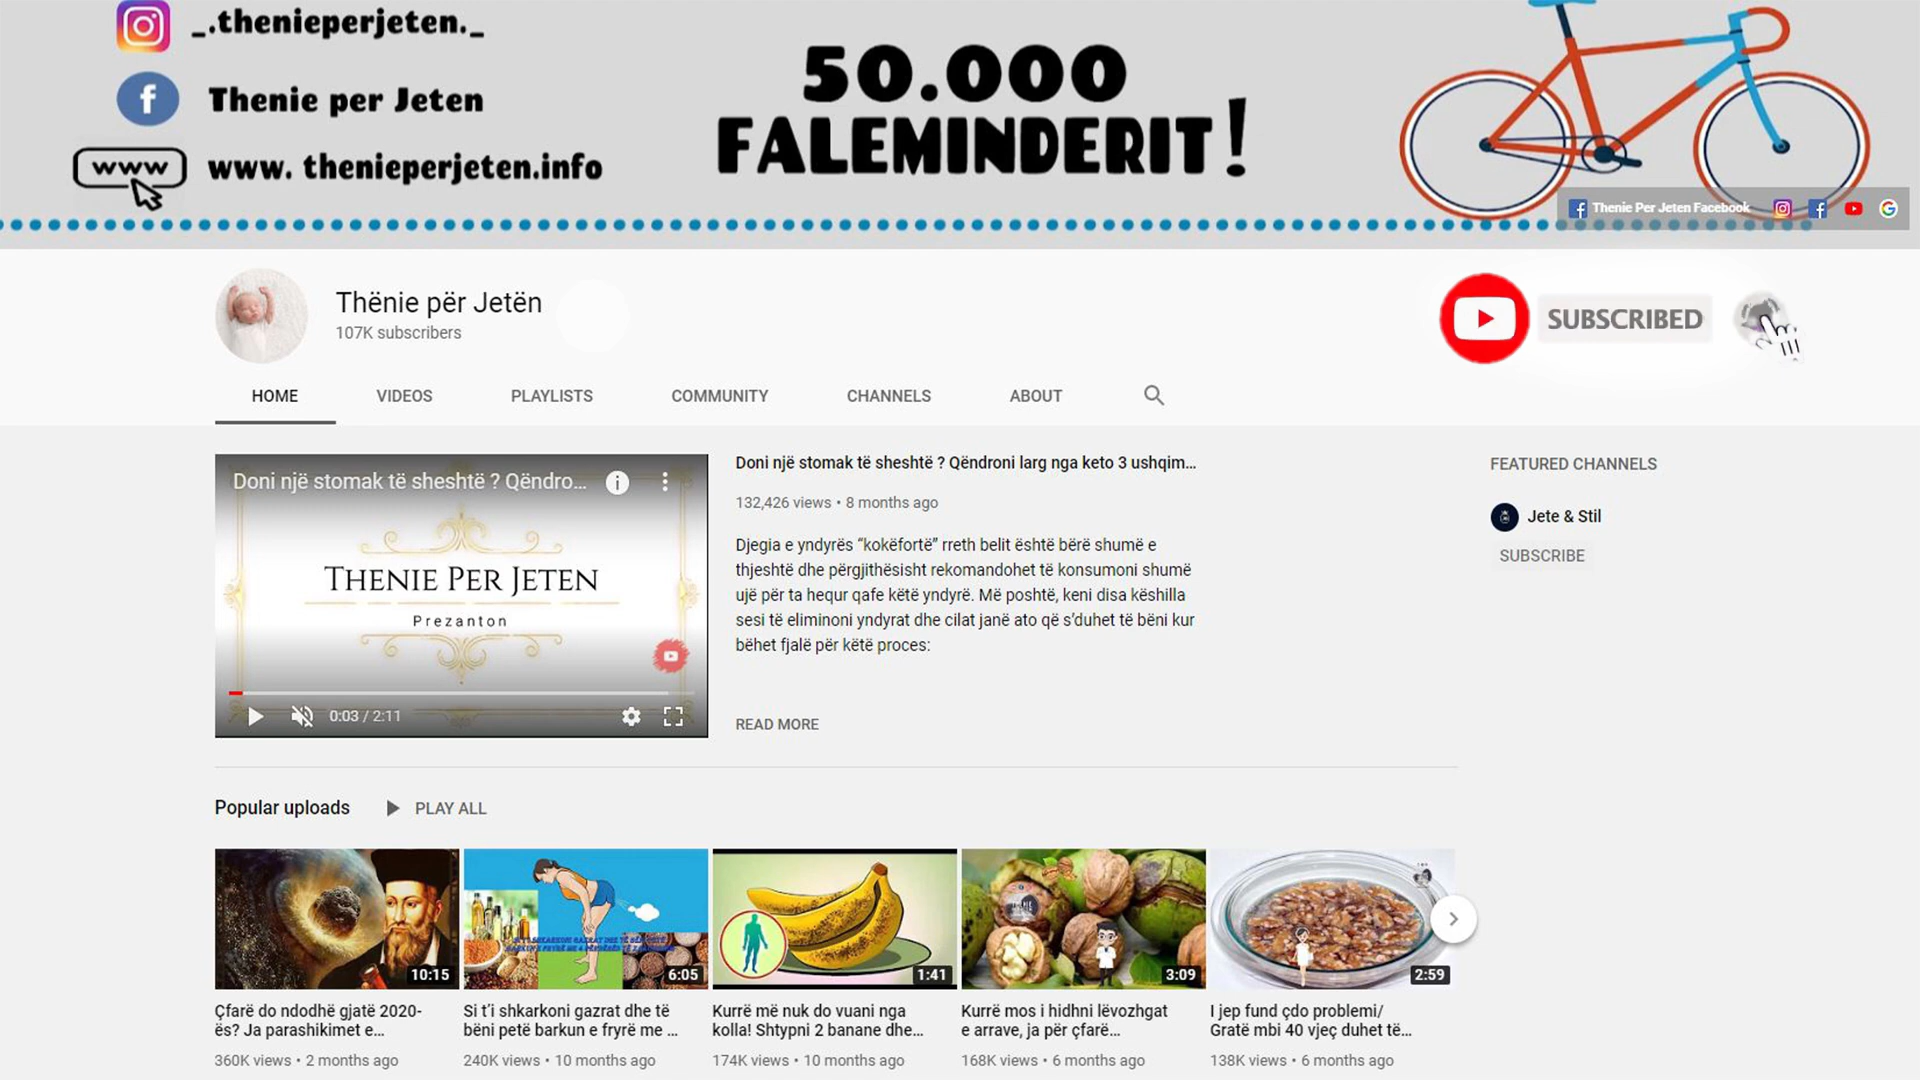 _.thenieperjeten._
Thenie per Jeten
www
www. thenieperjeten.info
50.000
FALEMINDERIT!
Thenie Per Jeten Facebook
Thënie për Jetën
107K subscribers
SUBSCRIBED
HOME
VIDEOS
PLAYLISTS
COMMUNITY
CHANNELS
ABOUT
Doni një stomak të sheshtë ? Qëndro...
THENIE PER JETEN
Prezanton
0:03 / 2:11
Doni një stomak të sheshtë ? Qëndroni larg nga keto 3 ushqim...
132,426 views • 8 months ago
Djegia e yndyrës “kokëfortë” rreth belit është bërë shumë e
thjeshtë dhe përgjithësisht rekomandohet të konsumoni shumë
ujë për ta hequr qafe këtë yndyrë. Më poshtë, keni disa këshilla
sesi të eliminoni yndyrat dhe cilat janë ato që s’duhet të bëni kur
bëhet fjalë për këtë proces:
READ MORE
FEATURED CHANNELS
Jete & Stil
SUBSCRIBE
Popular uploads
PLAY ALL
10:15
Çfarë do ndodhë gjatë 2020-
ës? Ja parashikimet e...
360K views • 2 months ago
6:05
Si t’i shkarkoni gazrat dhe të
bëni petë barkun e fryrë me ...
240K views • 10 months ago
1:41
Kurrë më nuk do vuani nga
kolla! Shtypni 2 banane dhe...
174K views • 10 months ago
3:09
Kurrë mos i hidhni lëvozhgat
e arrave, ja për çfarë...
168K views • 6 months ago
2:59
I jep fund çdo problemi/
Gratë mbi 40 vjeç duhet të...
138K views • 6 months ago